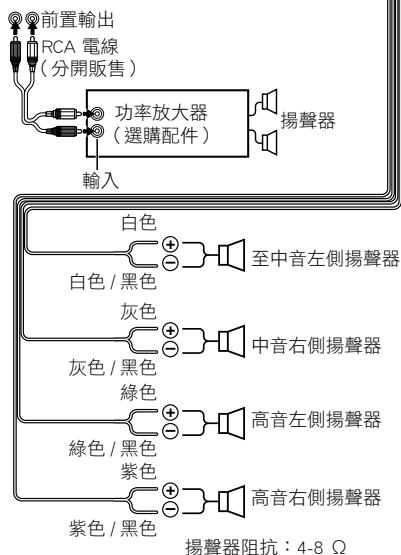 前置輸出
RCA 電線
（分開販售）
功率放大器
（選購配件）
揚聲器
輸入
白色
至中音左側揚聲器
白色 / 黑色
灰色
中音右側揚聲器
灰色 / 黑色
綠色
高音左側揚聲器
綠色 / 黑色
紫色
高音右側揚聲器
紫色 / 黑色
揚聲器阻抗：4-8 Ω